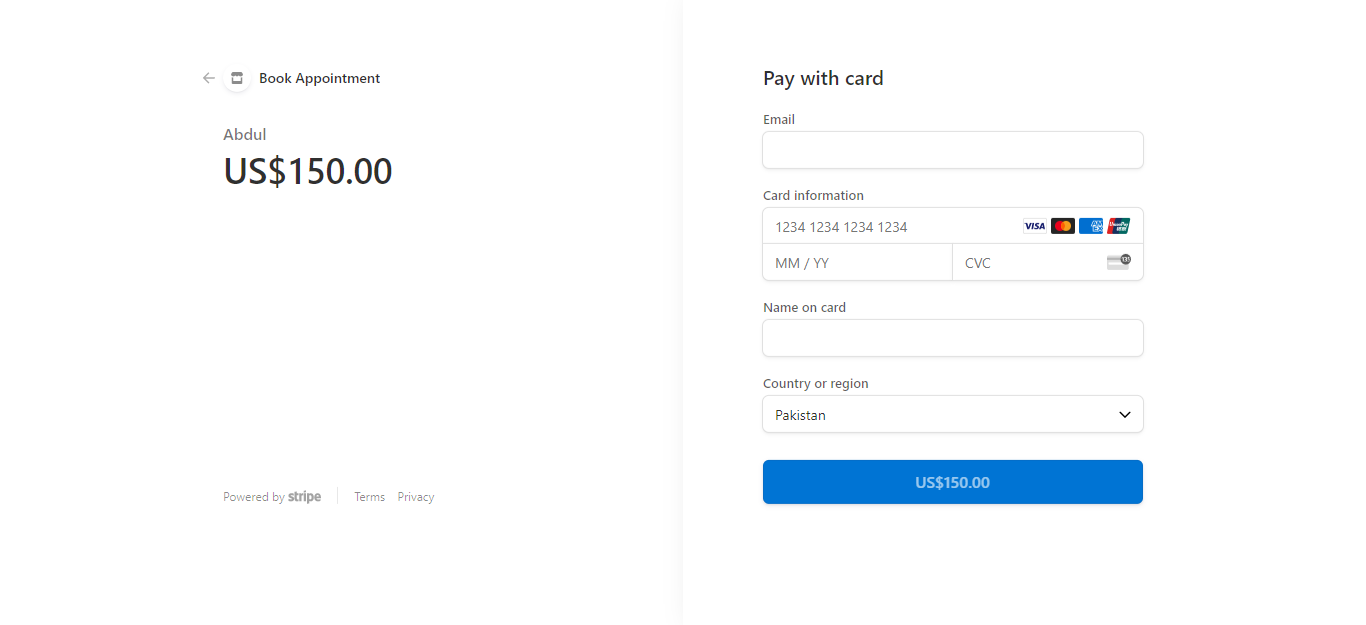 Book Appointment
Abdul
US$150.00
Powered by stripe
Terms
Privacy
Pay with card
Email
Card information
1234 1234 1234 1234
VISA
MM / YY
CVC
Name on card
Country or region
Pakistan
US$150.00